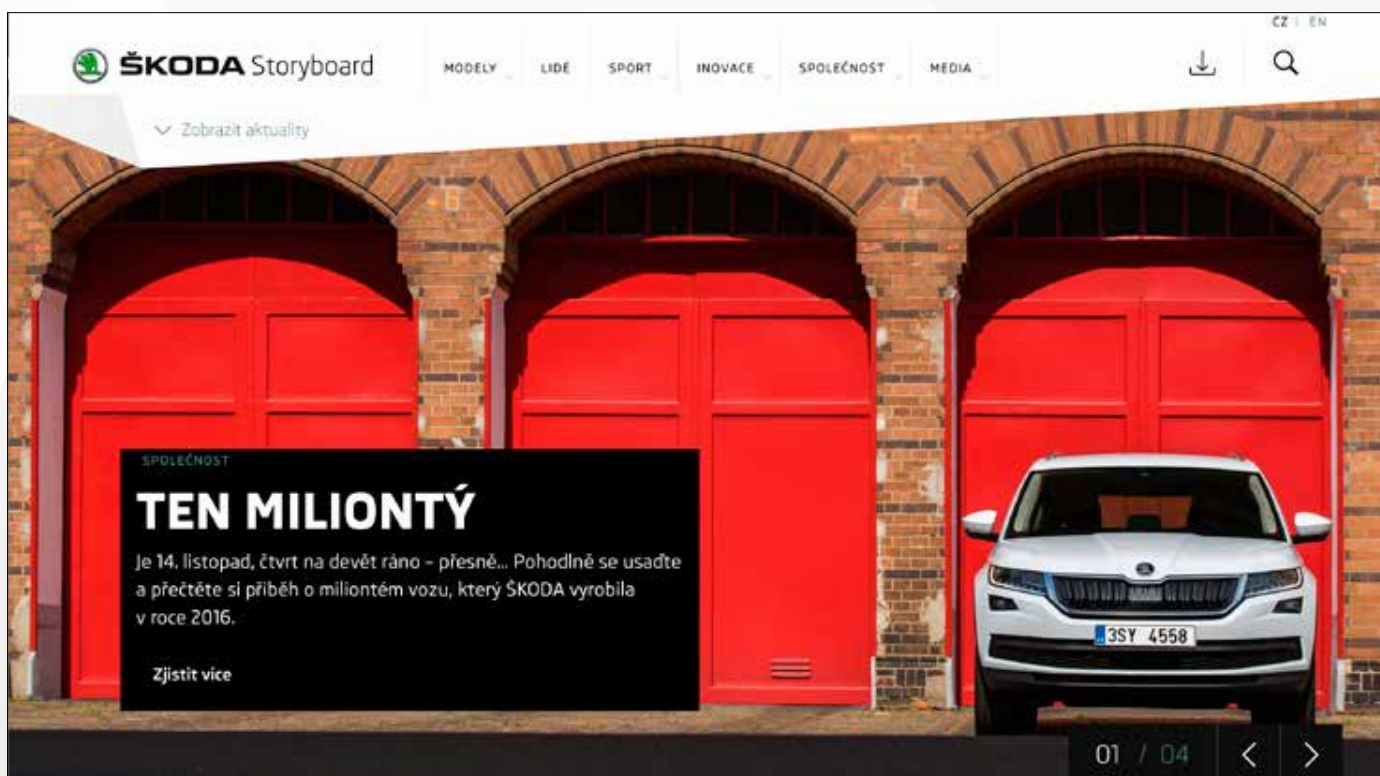 CZ | EN
ŠKODA Storyboard
MODELY
LIDÉ
SPORT
INOVACE
SPOLEČNOST
MEDIA
Zobrazit aktuality
SPOLEČNOST
TEN MILIONTÝ
Je 14. listopad, čtvrt na devět ráno – přesně... Pohodlně se usaďte
a přečtěte si příběh o miliontém vozu, který ŠKODA vyrobila
v roce 2016.
Zjistit více
3SY 4558
01 / 04